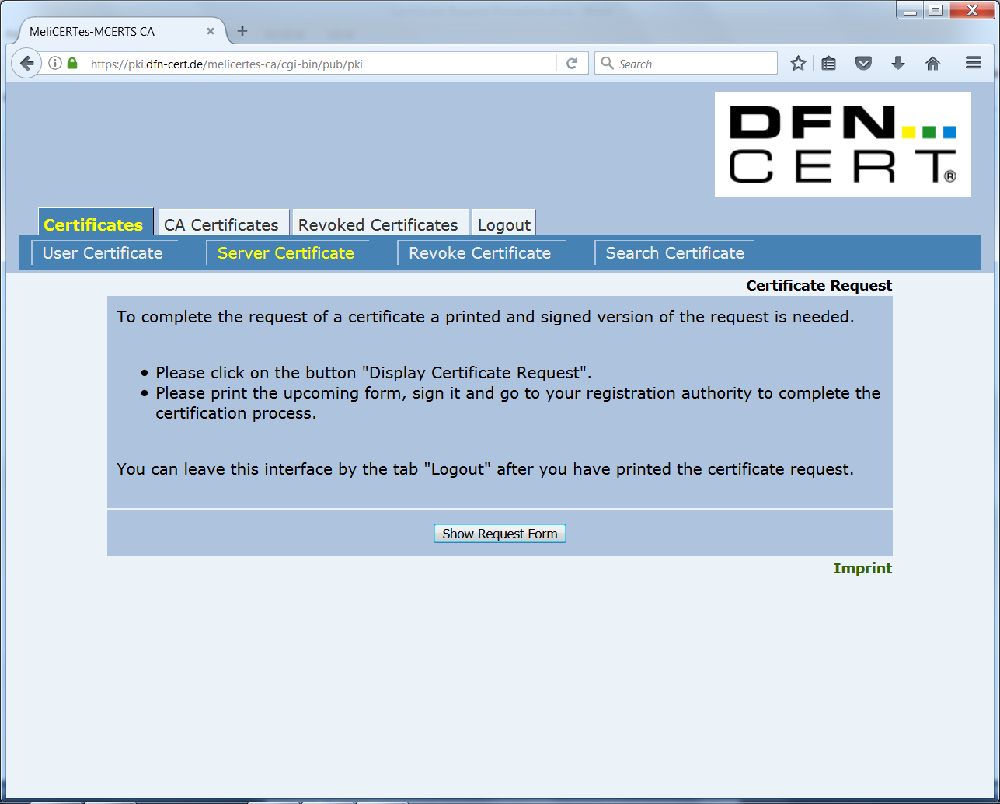 MeliCERTes-MCERTS CA
https://pki.dfn-cert.de/melicertes-ca/cgi-bin/pub/pki
Search
DFN
CERT®
Certificates CA Certificates Revoked Certificates Logout
User Certificate Server Certificate Revoke Certificate Search Certificate
Certificate Request
To complete the request of a certificate a printed and signed version of the request is needed.
• Please click on the button "Display Certificate Request".
• Please print the upcoming form, sign it and go to your registration authority to complete the
certification process.
You can leave this interface by the tab "Logout" after you have printed the certificate request.
Show Request Form
Imprint